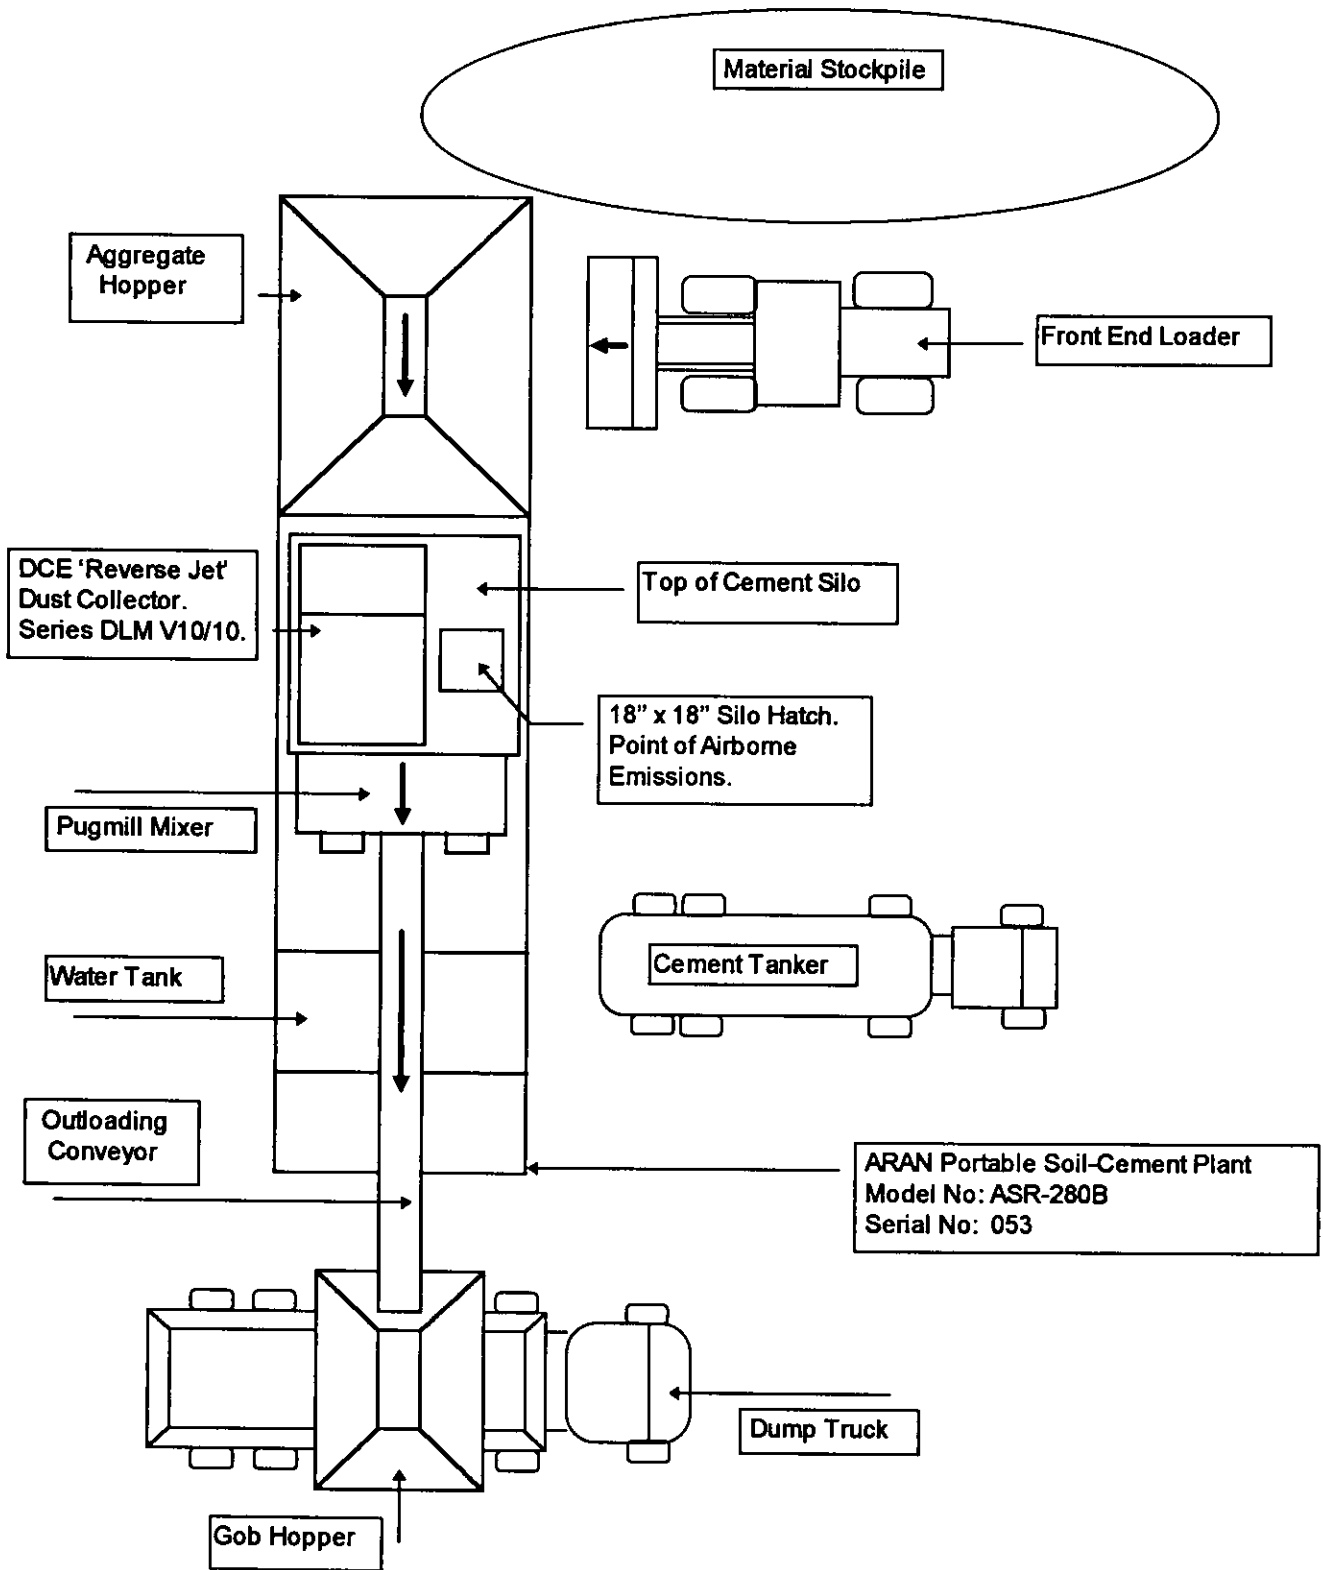 Material Stockpile
Aggregate
Hopper
Front End Loader
DCE ‘Reverse Jet’
Dust Collector.
Series DLM V10/10.
Top of Cement Silo
18” x 18” Silo Hatch.
Point of Airborne
Emissions.
Pugmill Mixer
Water Tank
Cement Tanker
Outloading
Conveyor
ARAN Portable Soil-Cement Plant
Model No: ASR-280B
Serial No: 053
Dump Truck
Gob Hopper